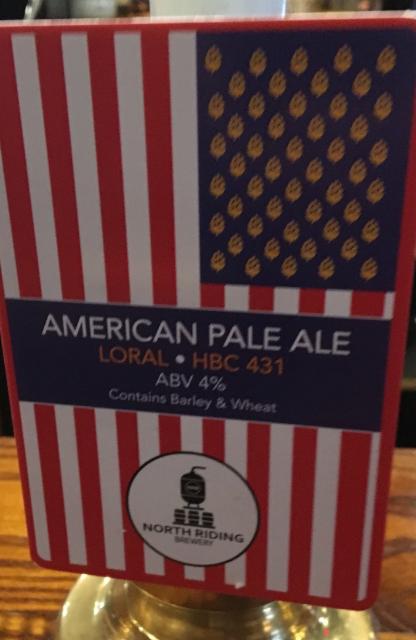 AMERICAN PALE ALE
LORAL • HBC 431
ABV 4%
Contains Barley & Wheat
NORTH RIDING
BREWERY